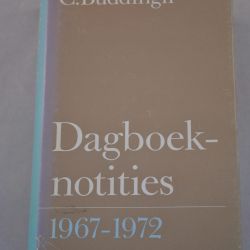 C.Buddingh'
Dagboek-
notities
1967-1972